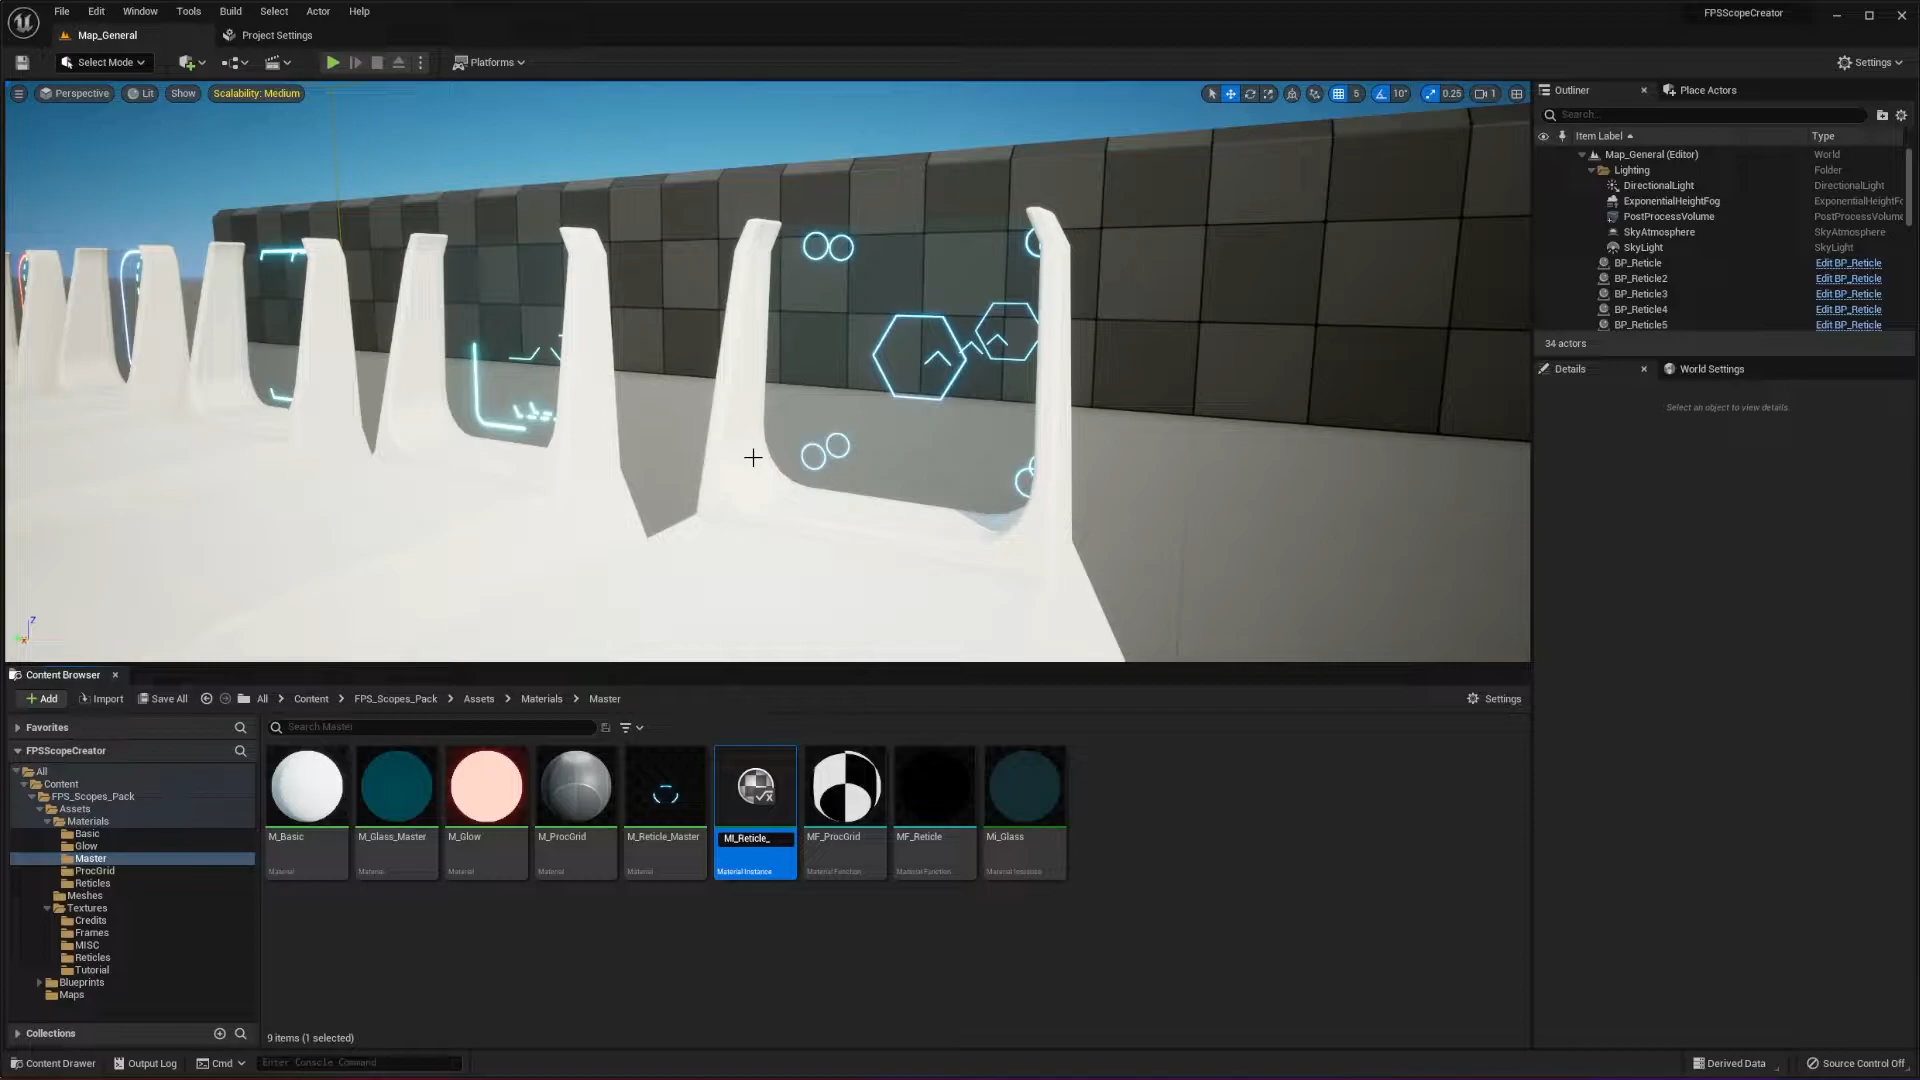 File Edit Window Tools Build Select Actor Help
FPSScopeCreator
Map_General
Project Settings
Select Mode
Platforms
Settings
Perspective
Lit
Show
Scalability: Medium
5
10°
0.25
1
Outliner
Place Actors
Search...
Item Label
Type
Map_General (Editor)
World
Lighting
Folder
DirectionalLight
DirectionalLight
ExponentialHeightFog
ExponentialHeightFo
PostProcessVolume
PostProcessVolume
SkyAtmosphere
SkyAtmosphere
SkyLight
SkyLight
BP_Reticle
Edit BP_Reticle
BP_Reticle2
Edit BP_Reticle
BP_Reticle3
Edit BP_Reticle
BP_Reticle4
Edit BP_Reticle
BP_Reticle5
Edit BP_Reticle
34 actors
Details
World Settings
Select an object to view details.
Z
x
Content Browser
Add
Import
Save All
All
Content
FPS_Scopes_Pack
Assets
Materials
Master
Settings
Favorites
FPSScopeCreator
All
Content
FPS_Scopes_Pack
Assets
Materials
Basic
Glow
Master
ProcGrid
Reticles
Meshes
Textures
Credits
Frames
MISC
Reticles
Tutorial
Blueprints
Maps
Collections
Search Master
M_Basic
Material
M_Glass_Master
Material
M_Glow
Material
M_ProcGrid
Material
M_Reticle_Master
Material
MI_Reticle_
Material Instance
MF_ProcGrid
Material Function
MF_Reticle
Material Function
Mi_Glass
Material Instance
9 items (1 selected)
Content Drawer
Output Log
Cmd
Enter Console Command
Derived Data
Source Control Off